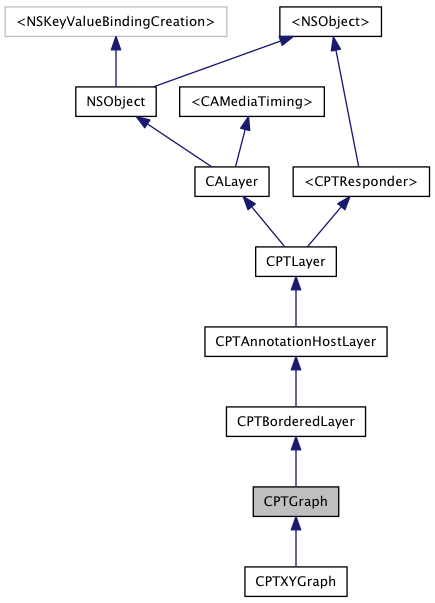 <NSKeyValueBindingCreation>
<NSObject>
NSObject
<CAMediaTiming>
CALayer
<CPTResponder>
CPTLayer
CPTAnnotationHostLayer
CPTBorderedLayer
CPTGraph
CPTXYGraph